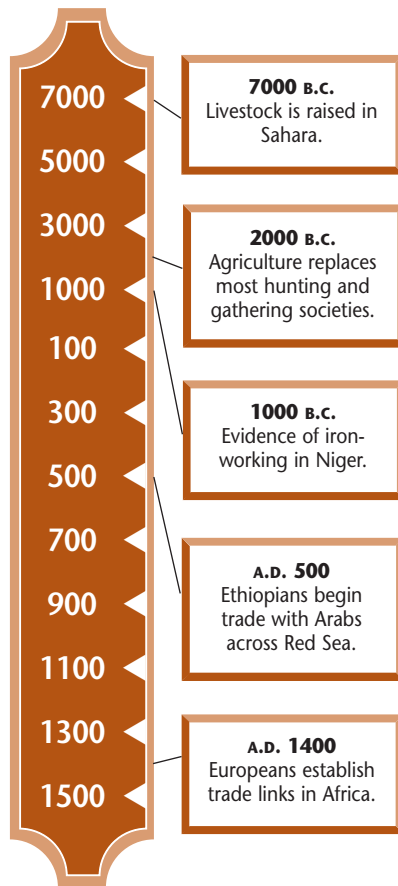 7000
5000
3000
1000
100
300
500
700
900
1100
1300
1500
7000 B.C.
Livestock is raised in
Sahara.
2000 B.C.
Agriculture replaces
most hunting and
gathering societies.
1000 B.C.
Evidence of iron-
working in Niger.
A.D. 500
Ethiopians begin
trade with Arabs
across Red Sea.
A.D. 1400
Europeans establish
trade links in Africa.